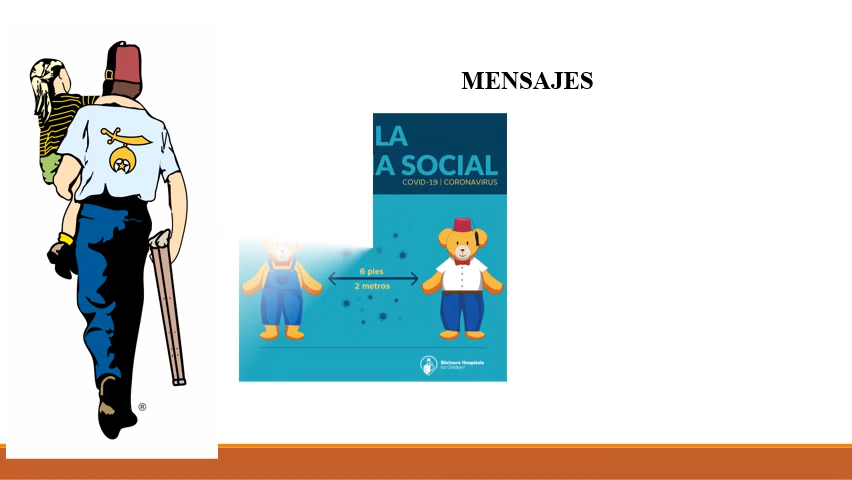 MENSAJES
LA
A SOCIAL
COVID-19 | CORONAVIRUS
6 pies
2 metros
Shriners Hospitals
for Children®
®